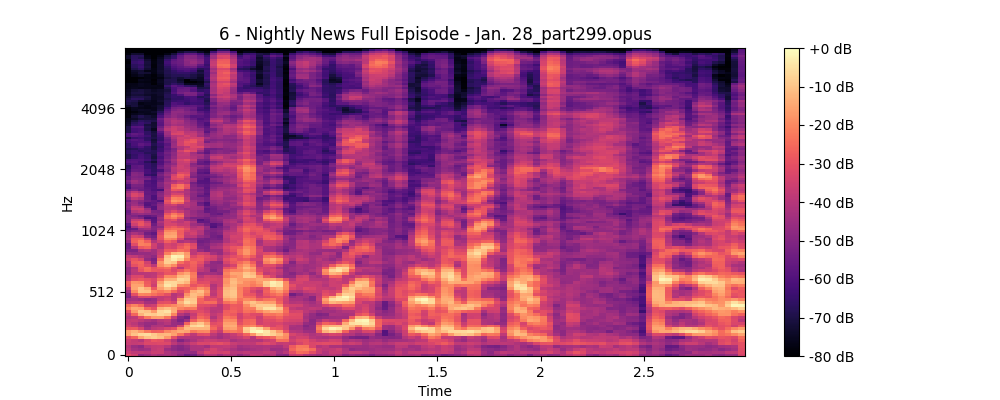 6 - Nightly News Full Episode - Jan. 28_part299.opus
Hz
4096
2048
1024
512
0
0 0.5 1 1.5 2 2.5
Time
+0 dB
-10 dB
-20 dB
-30 dB
-40 dB
-50 dB
-60 dB
-70 dB
-80 dB